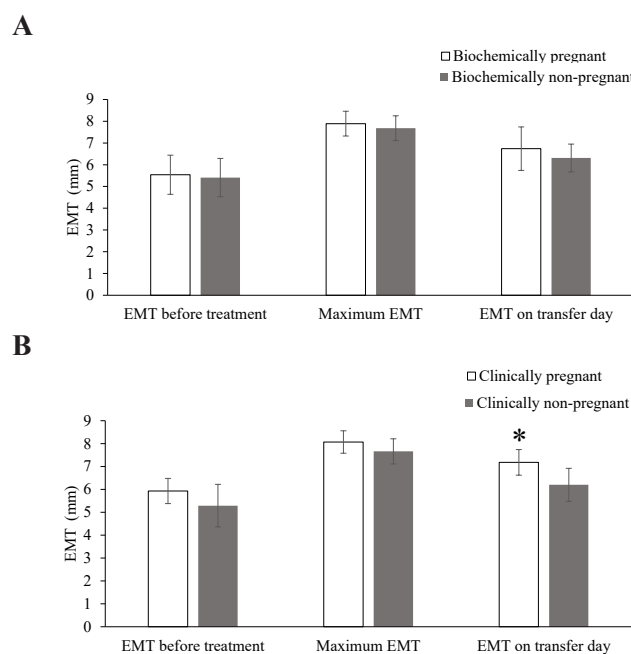 A
Biochemically pregnant
Biochemically non-pregnant
9
8
7
6
5
4
3
2
1
0
EMT (mm)
EMT before treatment Maximum EMT EMT on transfer day
B
Clinically pregnant
Clinically non-pregnant
9
8
7
6
5
4
3
2
1
0
EMT (mm)
*
EMT before treatment Maximum EMT EMT on transfer day